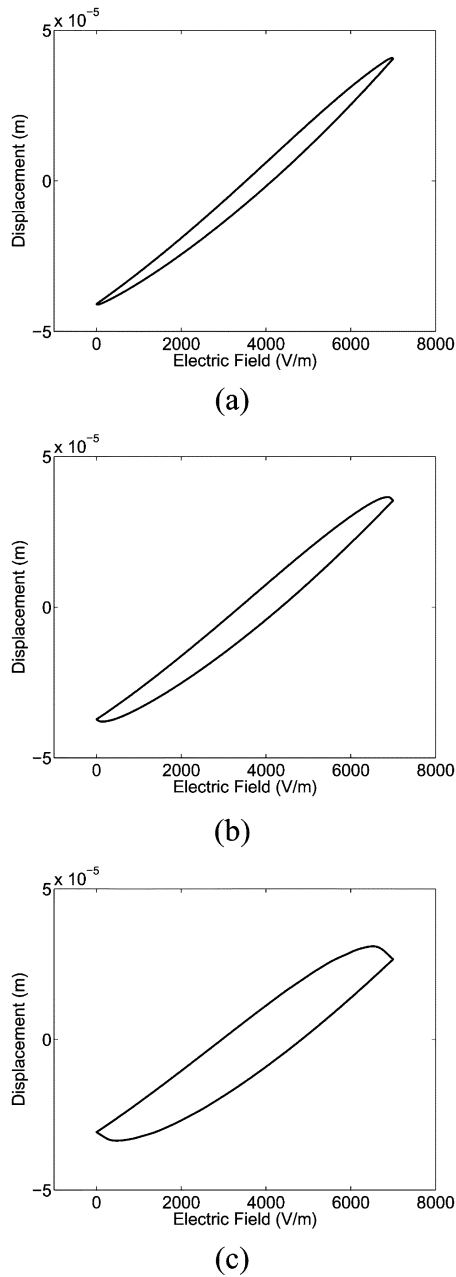 5 x 10⁻⁵
Displacement (m)
0
−5
0 2000 4000 6000 8000
Electric Field (V/m)
(a)
5 x 10⁻⁵
Displacement (m)
0
−5
0 2000 4000 6000 8000
Electric Field (V/m)
(b)
5 x 10⁻⁵
Displacement (m)
0
−5
0 2000 4000 6000 8000
Electric Field (V/m)
(c)